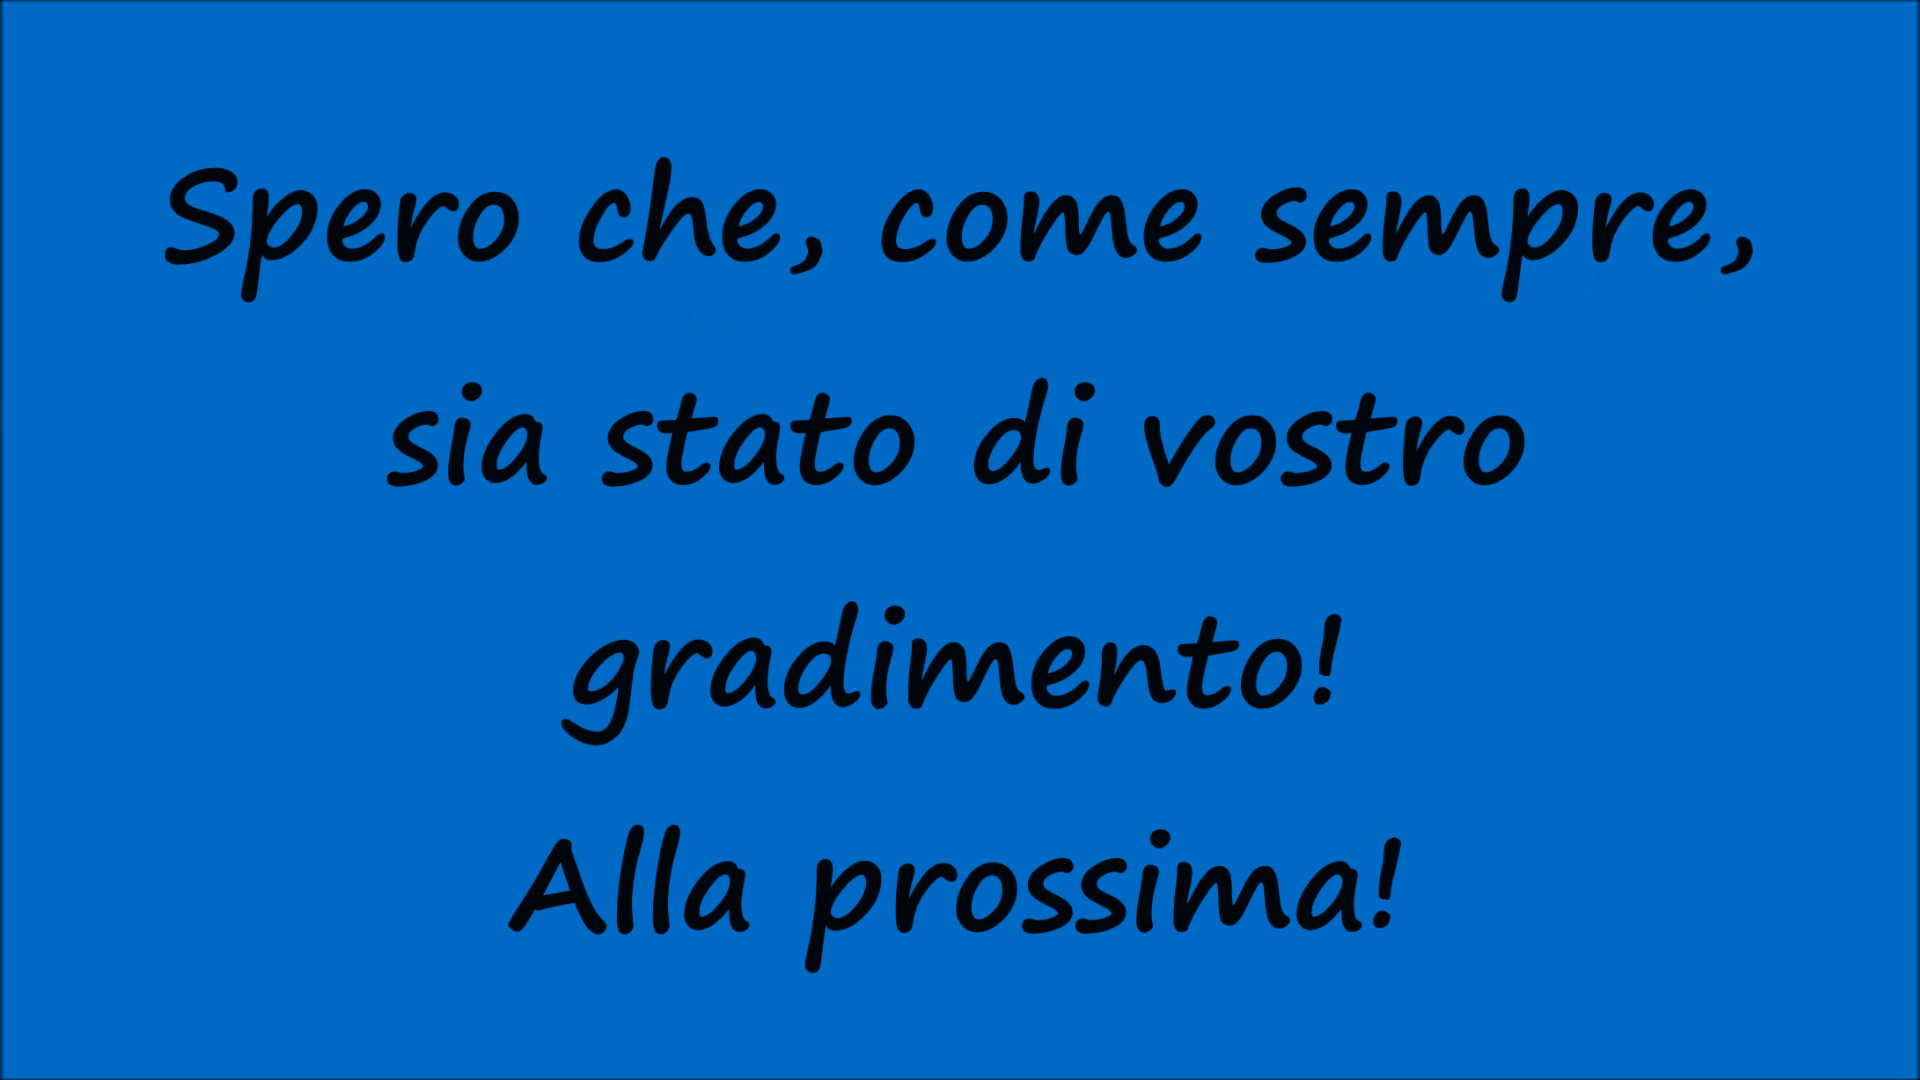 Spero che, come sempre,
sia stato di vostro
gradimento!
Alla prossima!